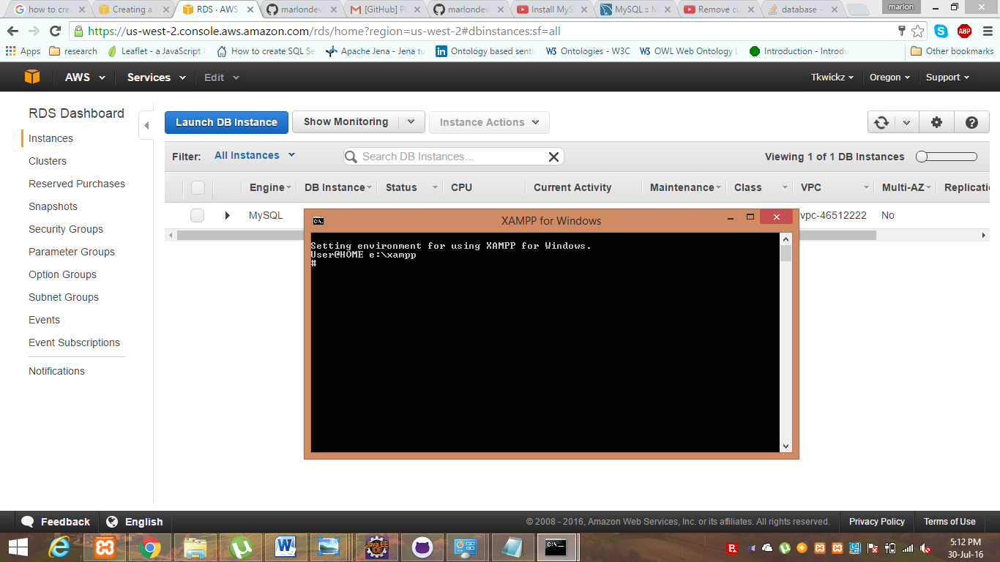 how to cre
Creating a
RDS · AWS
marlondev
[GitHub] Pl
marlondev
Install MyS
MySQL :: M
Remove cu
database -
marlon
https://us-west-2.console.aws.amazon.com/rds/home?region=us-west-2#dbinstances:sf=all
ABP
Apps
research
Leaflet - a JavaScript l
How to create SQL Se
Apache Jena - Jena tu
Ontology based senti
W3 Ontologies - W3C
W3 OWL Web Ontology L
Introduction - Introdu
Other bookmarks
AWS
Services
Edit
Tkwickz
Oregon
Support
RDS Dashboard
Instances
Clusters
Reserved Purchases
Snapshots
Security Groups
Parameter Groups
Option Groups
Subnet Groups
Events
Event Subscriptions
Notifications
Launch DB Instance
Show Monitoring
Instance Actions
Filter:
All Instances
Search DB Instances...
Viewing 1 of 1 DB Instances
Engine
DB Instance
Status
CPU
Current Activity
Maintenance
Class
VPC
Multi-AZ
Replicati
MySQL
vpc-46512222
No
XAMPP for Windows
Setting environment for using XAMPP for Windows.
User@HOME e:\xampp
#
Feedback
English
© 2008 - 2016, Amazon Web Services, Inc. or its affiliates. All rights reserved.
Privacy Policy
Terms of Use
Java EE
IDE
5:12 PM
30-Jul-16